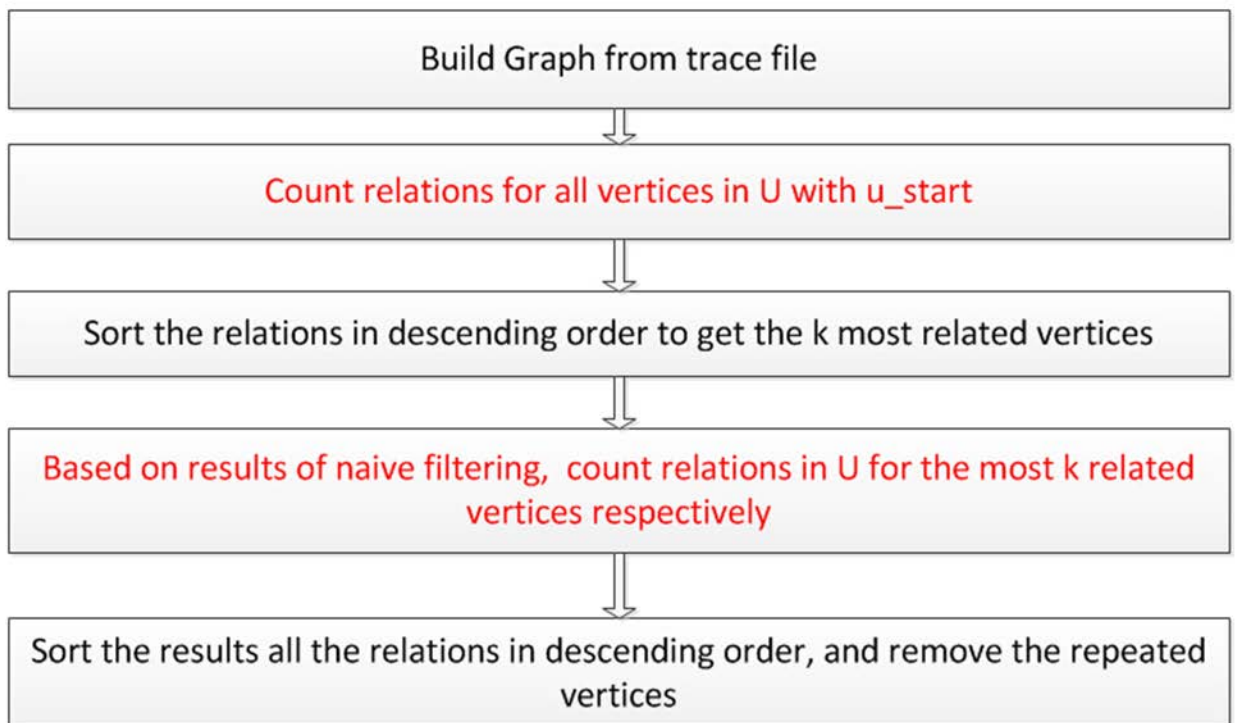 Build Graph from trace file
Count relations for all vertices in U with u_start
Sort the relations in descending order to get the k most related vertices
Based on results of naive filtering,  count relations in U for the most k related
vertices respectively
Sort the results all the relations in descending order, and remove the repeated
vertices